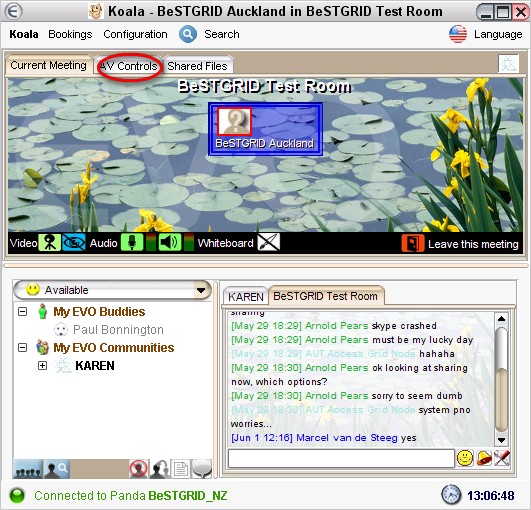 Koala - BeSTGRID Auckland in BeSTGRID Test Room
Koala Bookings Configuration Search Language
Current Meeting AV Controls Shared Files
BeSTGRID Test Room
BeSTGRID Auckland
Video Audio Whiteboard Leave this meeting
Available
My EVO Buddies
Paul Bonnington
My EVO Communities
KAREN
KAREN BeSTGRID Test Room
sharing
[May 29 18:29] Arnold Pears skype crashed
[May 29 18:29] Arnold Pears must be my lucky day
[May 29 18:29] AUT Access Grid Node hahaha
[May 29 18:30] Arnold Pears ok looking at sharing
now, which options?
[May 29 18:30] Arnold Pears sorry to seem dumb
[May 29 18:30] AUT Access Grid Node system pno
worries...
[Jun 1 12:16] Marcel van de Steeg yes
Connected to Panda BeSTGRID_NZ 13:06:48